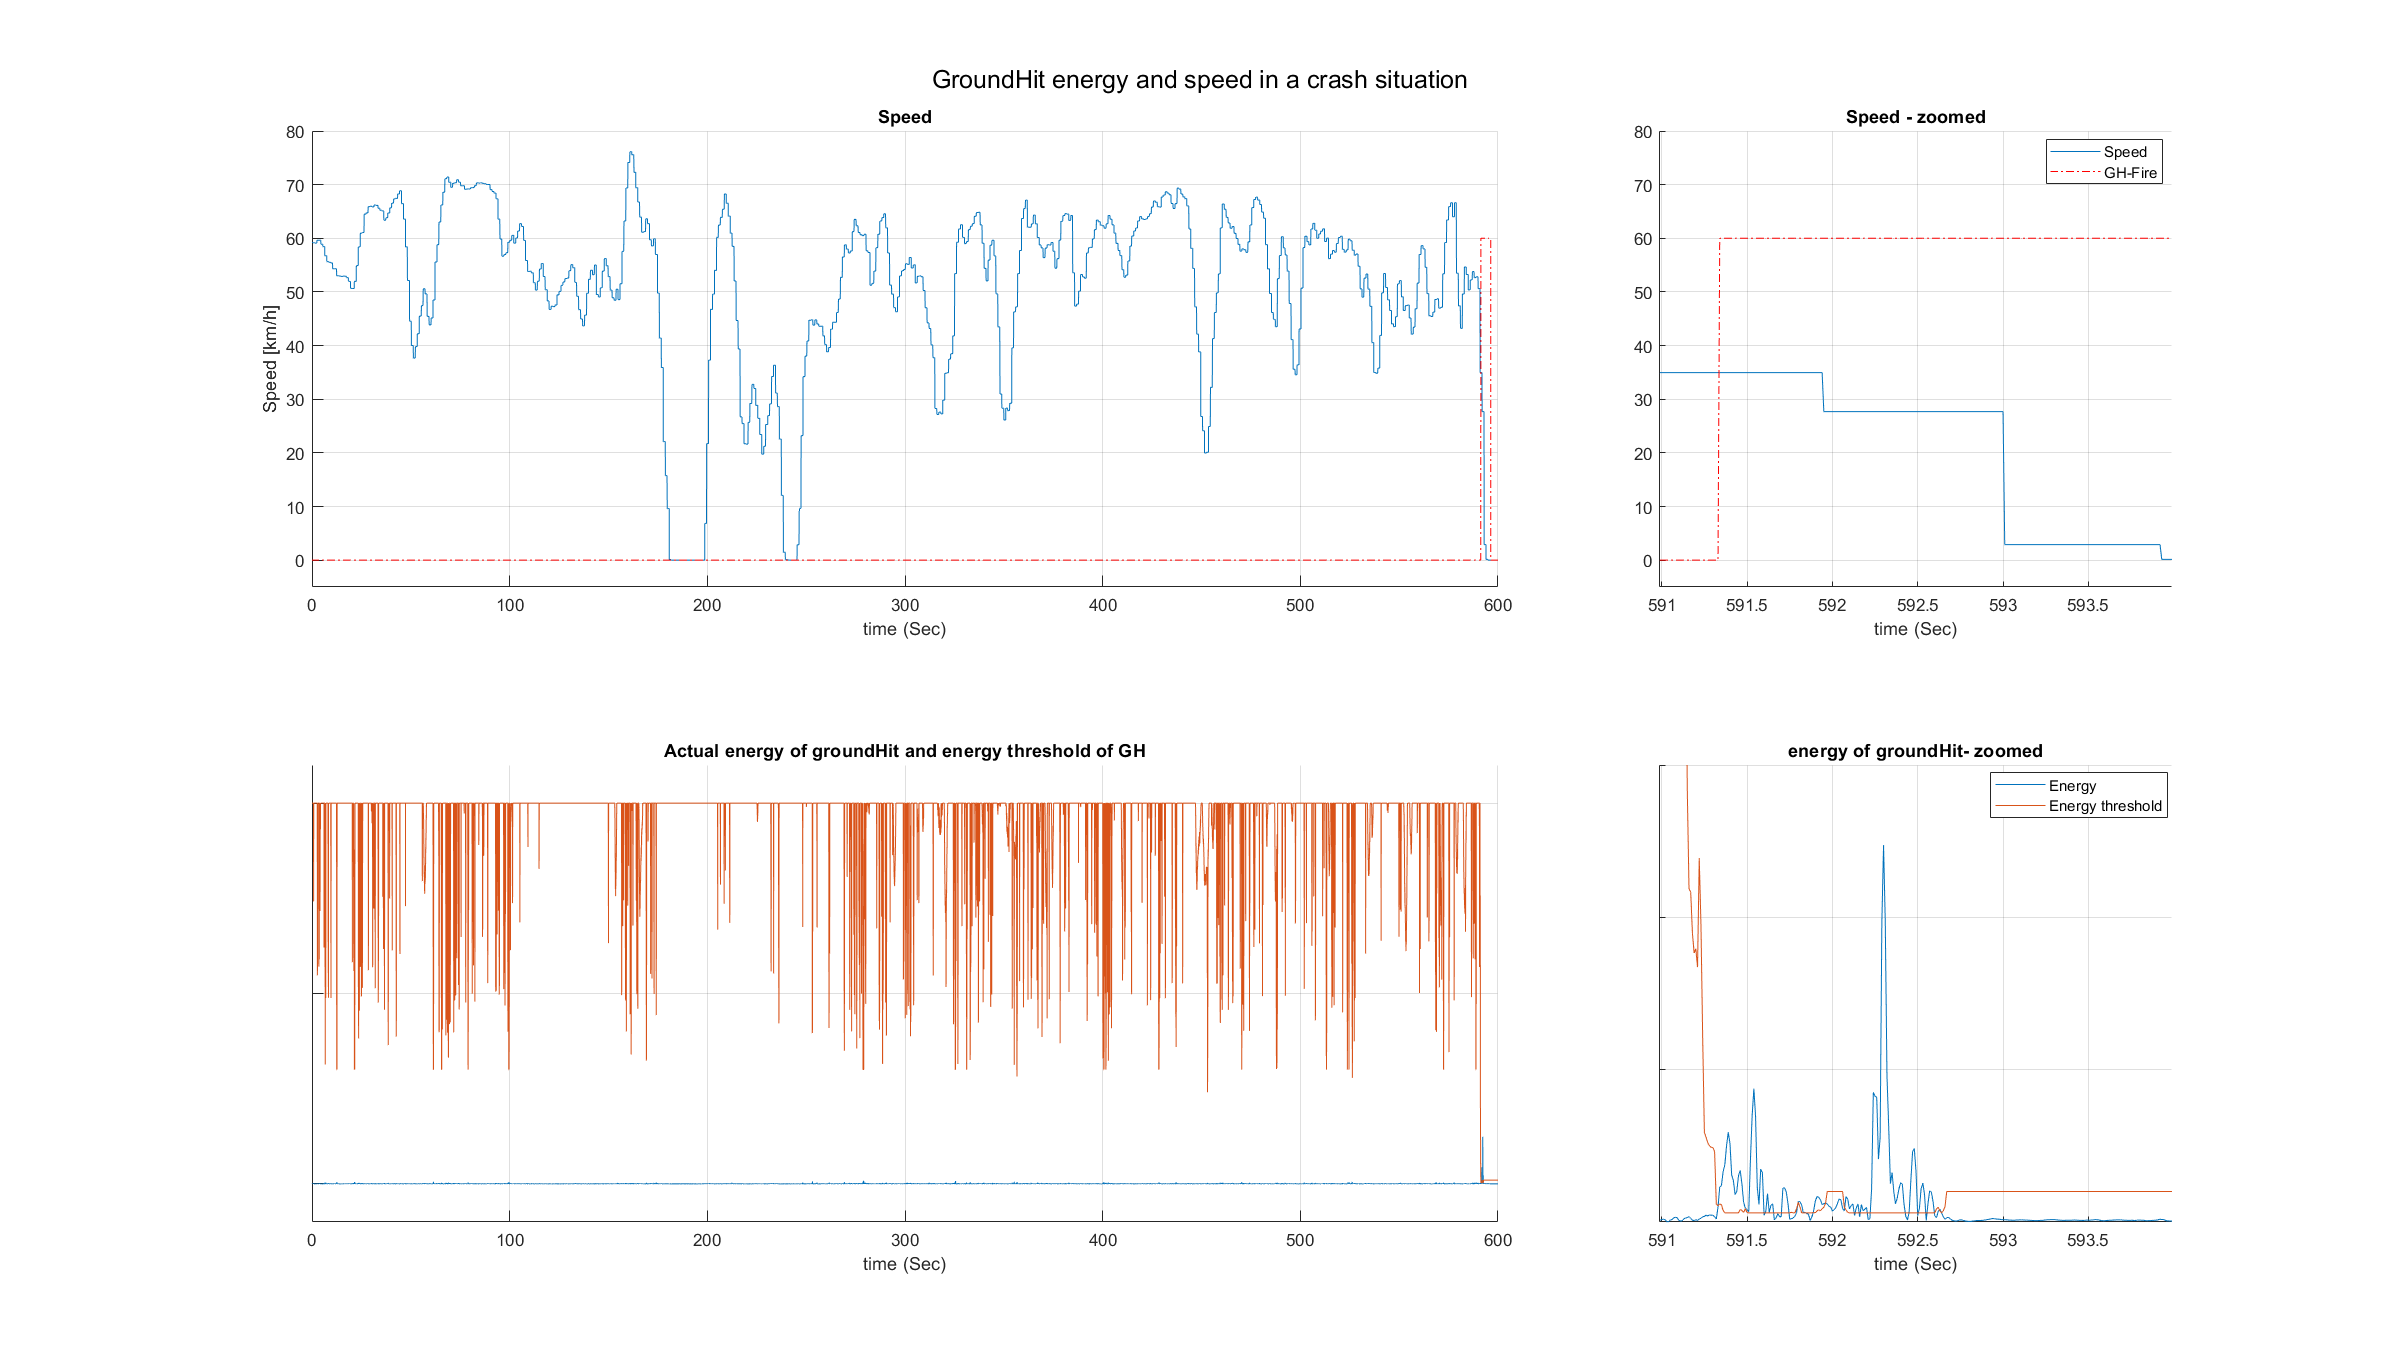 GroundHit energy and speed in a crash situation
Speed
80
70
60
50
40
30
20
10
0
Speed [km/h]
0 100 200 300 400 500 600
time (Sec)
Speed - zoomed
Speed
GH-Fire
80
70
60
50
40
30
20
10
0
591 591.5 592 592.5 593 593.5
time (Sec)
Actual energy of groundHit and energy threshold of GH
0 100 200 300 400 500 600
time (Sec)
energy of groundHit- zoomed
Energy
Energy threshold
591 591.5 592 592.5 593 593.5
time (Sec)